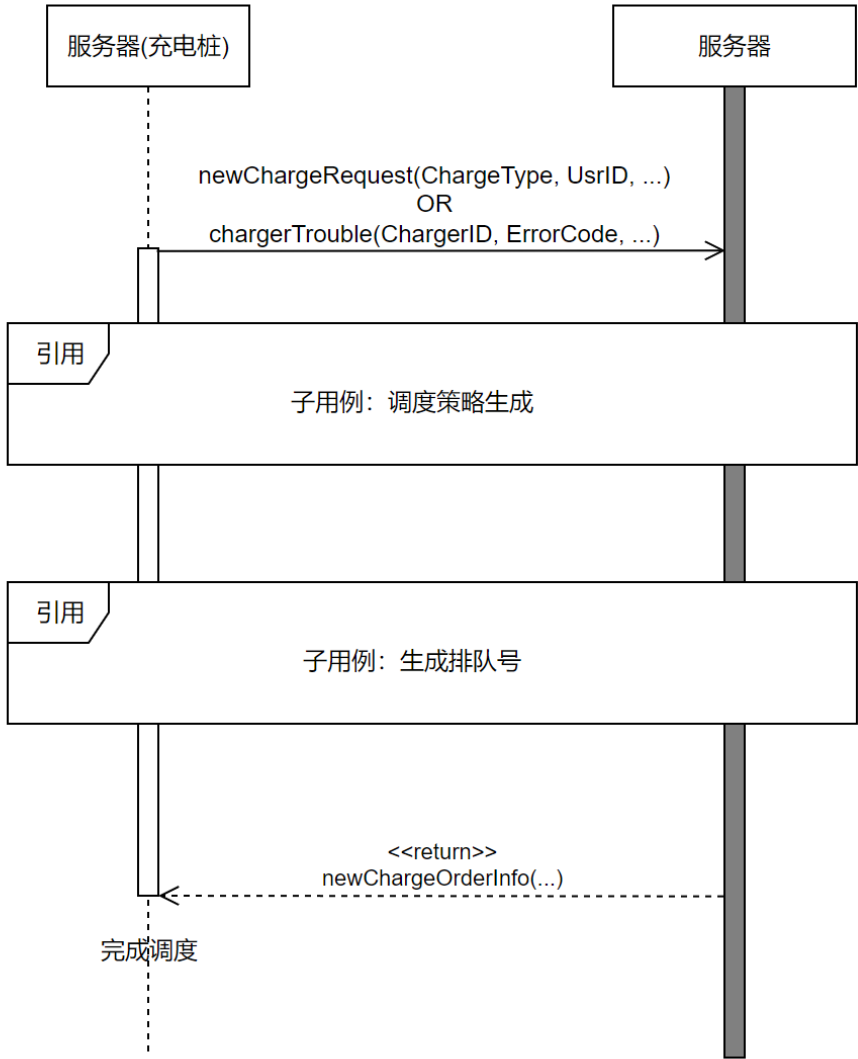 服务器(充电桩)
服务器
newChargeRequest(ChargeType, UsrID, ...)
OR
chargerTrouble(ChargerID, ErrorCode, ...)
引用
子用例：调度策略生成
引用
子用例：生成排队号
<<return>>
newChargeOrderInfo(...)
完成调度